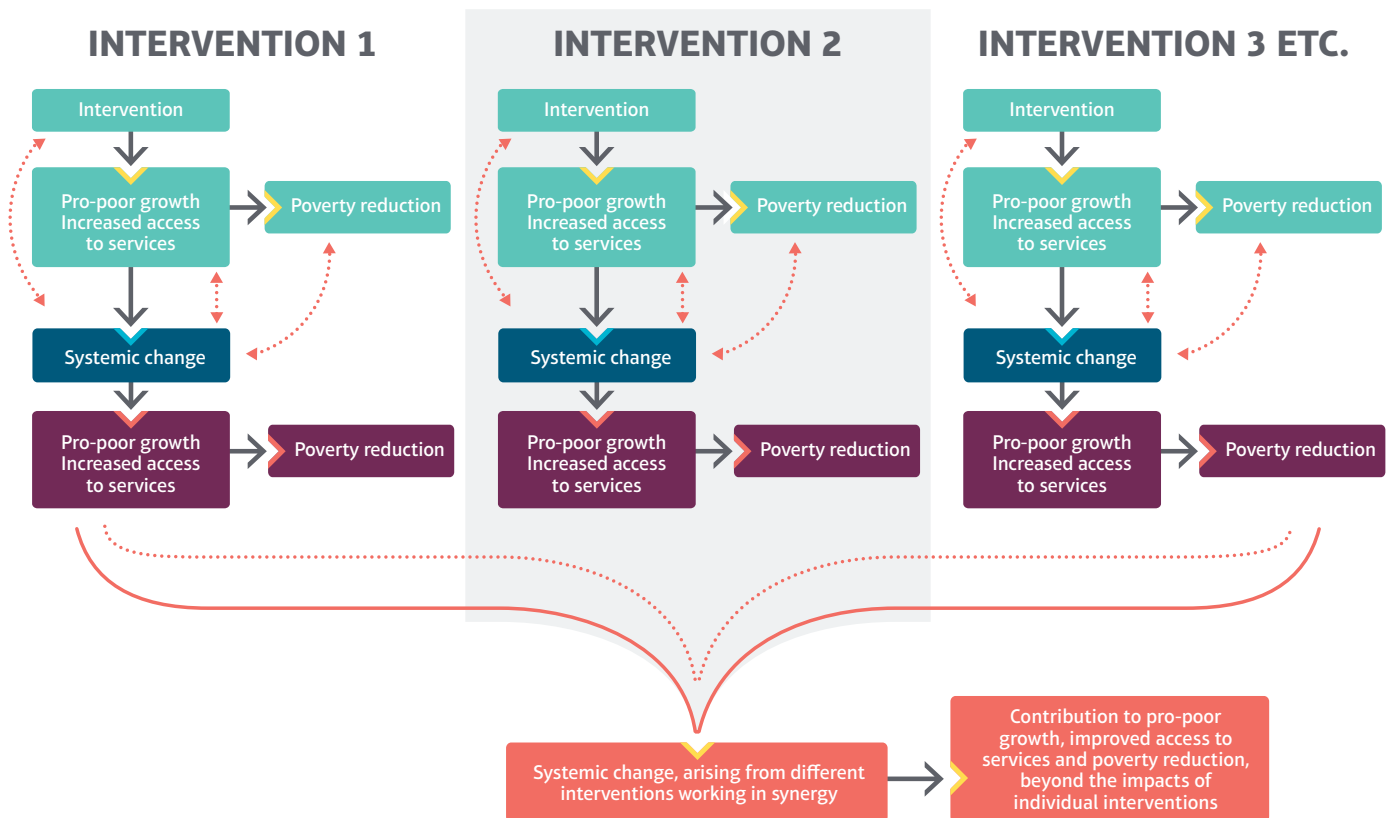 INTERVENTION 1
Intervention
Pro-poor growth
Increased access
to services
Poverty reduction
Systemic change
Pro-poor growth
Increased access
to services
Poverty reduction
INTERVENTION 2
Intervention
Pro-poor growth
Increased access
to services
Poverty reduction
Systemic change
Pro-poor growth
Increased access
to services
Poverty reduction
INTERVENTION 3 ETC.
Intervention
Pro-poor growth
Increased access
to services
Poverty reduction
Systemic change
Pro-poor growth
Increased access
to services
Poverty reduction
Systemic change, arising from different
interventions working in synergy
Contribution to pro-poor
growth, improved access to
services and poverty reduction,
beyond the impacts of
individual interventions